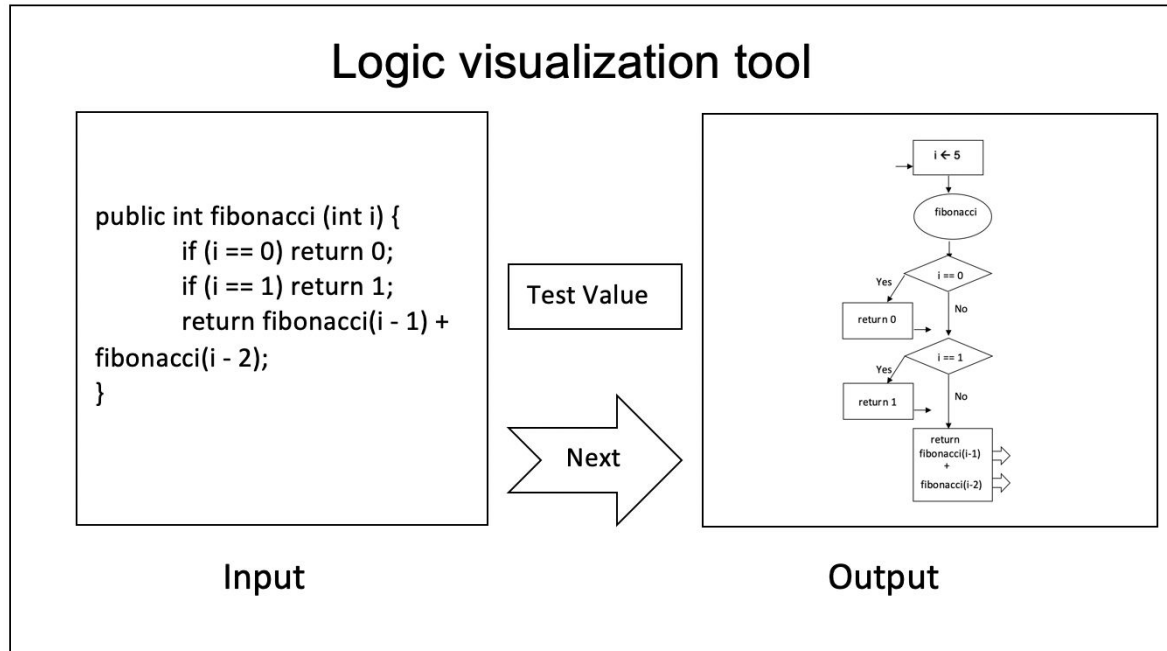 Logic visualization tool
public int fibonacci (int i) {
if (i == 0) return 0;
if (i == 1) return 1;
return fibonacci(i - 1) +
fibonacci(i - 2);
}
Input
Test Value
Next
i ← 5
fibonacci
i == 0
Yes
No
return 0
i == 1
Yes
No
return 1
return
fibonacci(i-1)
+
fibonacci(i-2)
Output